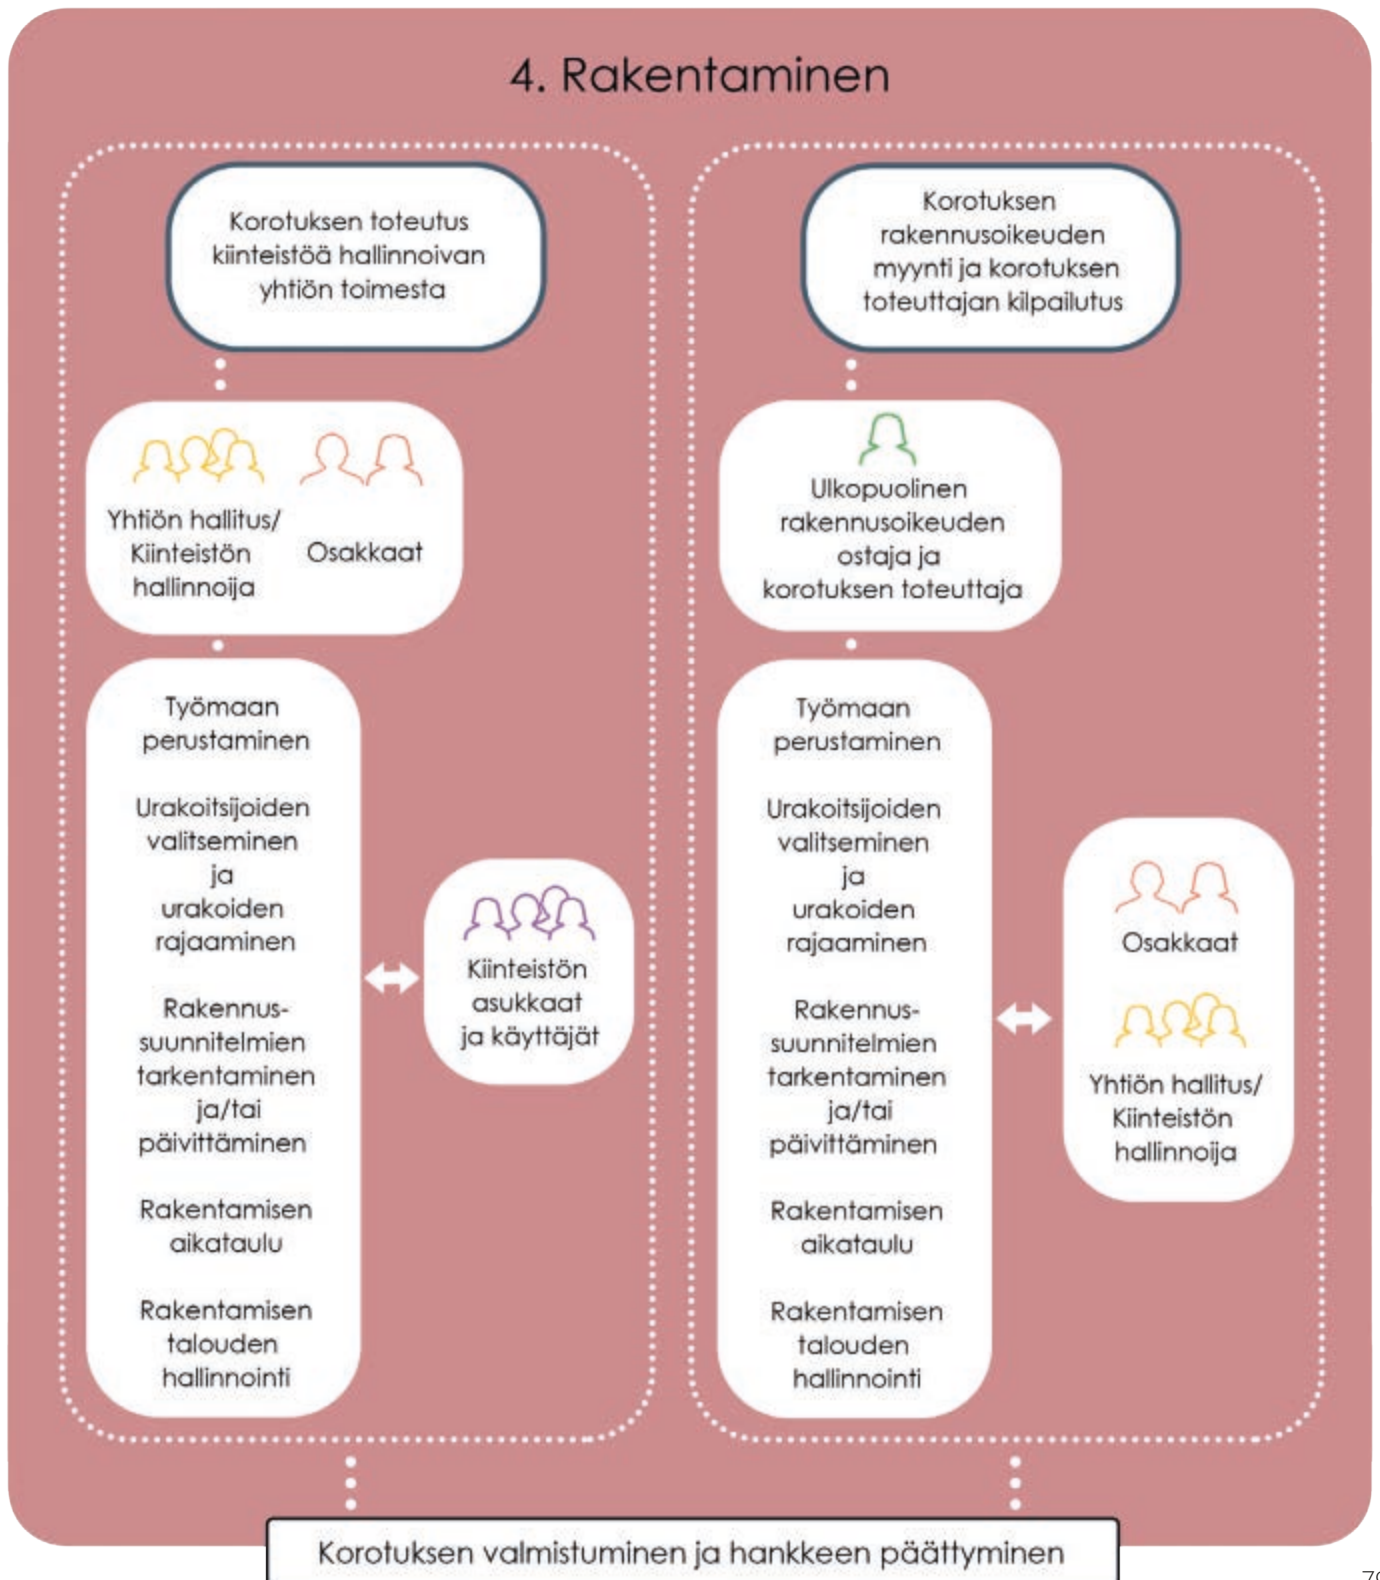 4. Rakentaminen
Korotuksen toteutus
kiinteistöä hallinnoivan
yhtiön toimesta
Yhtiön hallitus/
Kiinteistön
hallinnoija
Osakkaat
Työmaan
perustaminen
Urakoitsijoiden
valitseminen
ja
urakoiden
rajaaminen
Rakennus-
suunnitelmien
tarkentaminen
ja/tai
päivittäminen
Rakentamisen
aikataulu
Rakentamisen
talouden
hallinnointi
Kiinteistön
asukkaat
ja käyttäjät
Korotuksen
rakennusoikeuden
myynti ja korotuksen
toteuttajan kilpailutus
Ulkopuolinen
rakennusoikeuden
ostaja ja
korotuksen toteuttaja
Työmaan
perustaminen
Urakoitsijoiden
valitseminen
ja
urakoiden
rajaaminen
Rakennus-
suunnitelmien
tarkentaminen
ja/tai
päivittäminen
Rakentamisen
aikataulu
Rakentamisen
talouden
hallinnointi
Osakkaat
Yhtiön hallitus/
Kiinteistön
hallinnoija
Korotuksen valmistuminen ja hankkeen päättyminen